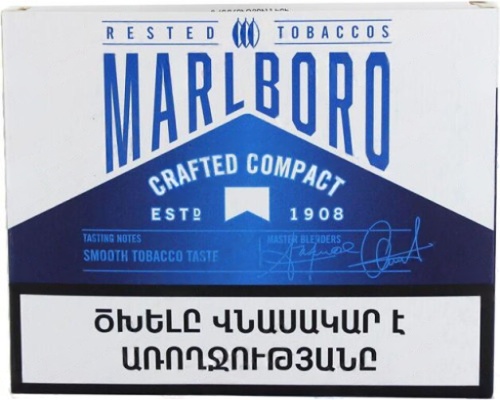 RESTED TOBACCOS
MARLBORO
CRAFTED COMPACT
ESTD 1908
TASTING NOTES
SMOOTH TOBACCO TASTE
MASTER BLENDERS
ԾԽԵԼԸ ՎՆԱՍԱԿԱՐ Է
ԱՌՈՂՋՈՒԹՅԱՆԸ